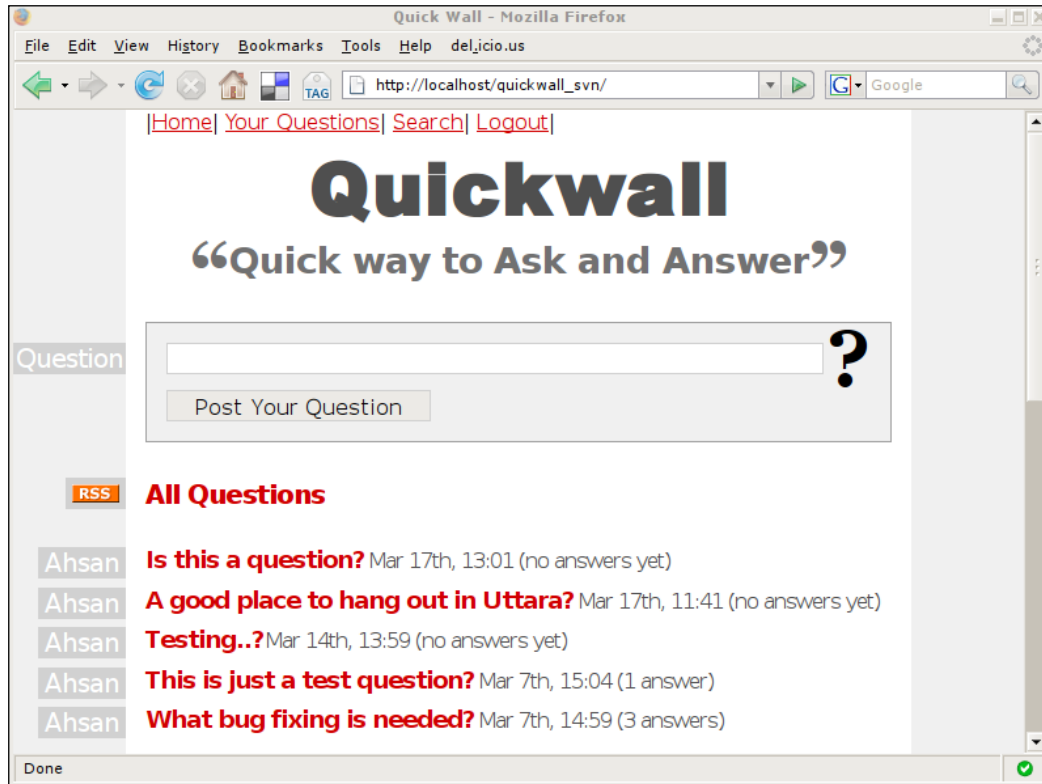 Quick Wall - Mozilla Firefox
File Edit View History Bookmarks Tools Help del.icio.us
TAG http://localhost/quickwall_svn/ G Google
|Home| Your Questions| Search| Logout|
Quickwall
“Quick way to Ask and Answer”
Question ?
Post Your Question
RSS All Questions
Ahsan Is this a question? Mar 17th, 13:01 (no answers yet)
Ahsan A good place to hang out in Uttara? Mar 17th, 11:41 (no answers yet)
Ahsan Testing..? Mar 14th, 13:59 (no answers yet)
Ahsan This is just a test question? Mar 7th, 15:04 (1 answer)
Ahsan What bug fixing is needed? Mar 7th, 14:59 (3 answers)
Done